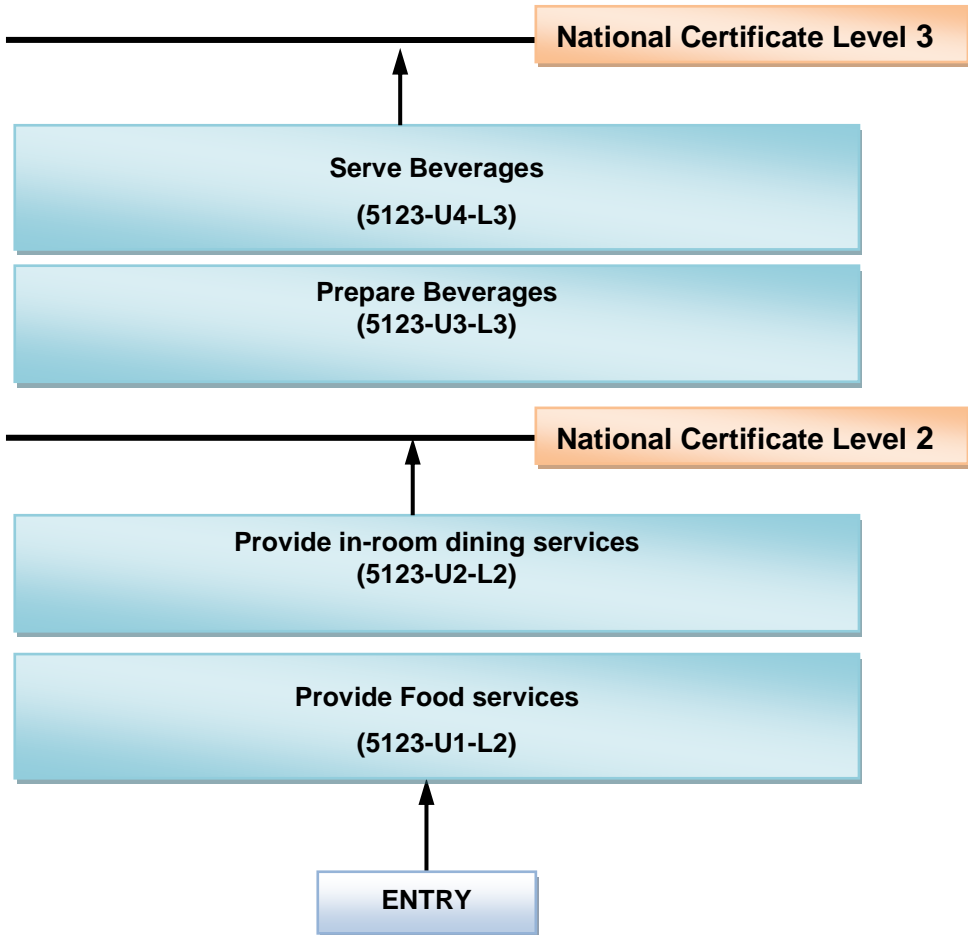 National Certificate Level 3
Serve Beverages
(5123-U4-L3)
Prepare Beverages
(5123-U3-L3)
National Certificate Level 2
Provide in-room dining services
(5123-U2-L2)
Provide Food services
(5123-U1-L2)
ENTRY